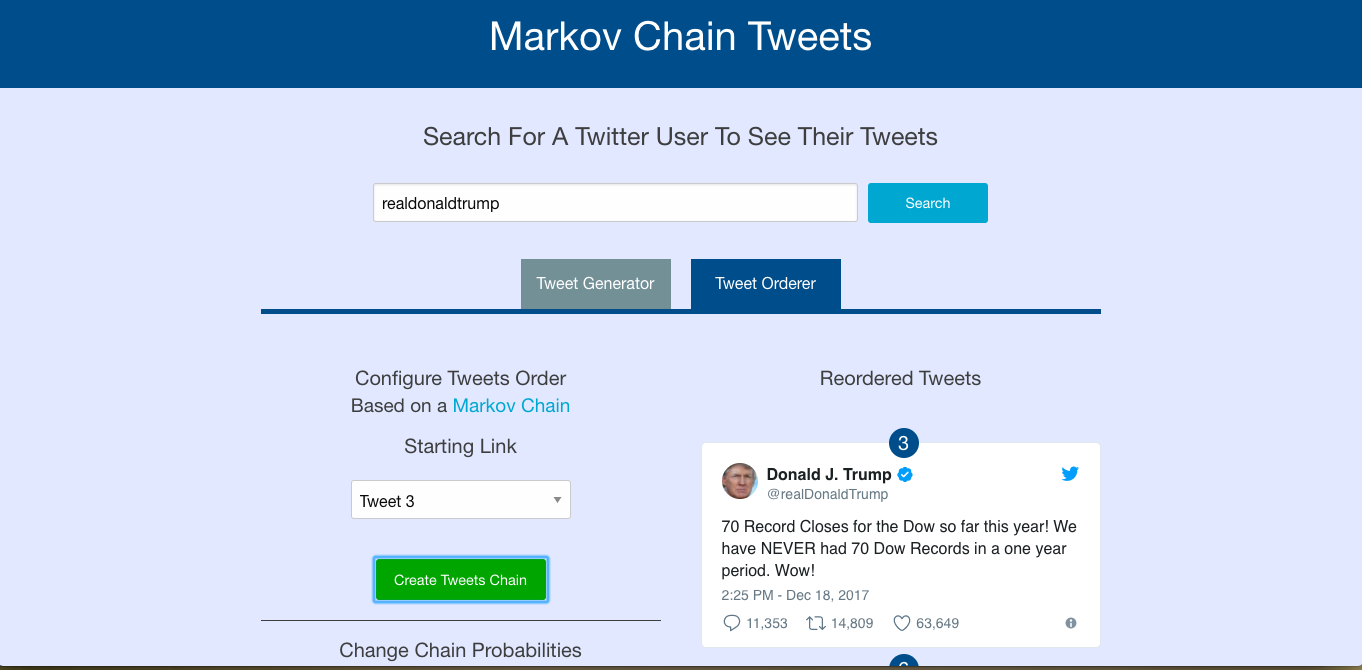 Markov Chain Tweets
Search For A Twitter User To See Their Tweets
realdonaldtrump
Search
Tweet Generator
Tweet Orderer
Configure Tweets Order
Based on a Markov Chain
Starting Link
Tweet 3
Create Tweets Chain
Change Chain Probabilities
Reordered Tweets
3
Donald J. Trump
@realDonaldTrump
70 Record Closes for the Dow so far this year! We
have NEVER had 70 Dow Records in a one year
period. Wow!
2:25 PM - Dec 18, 2017
11,353 14,809 63,649